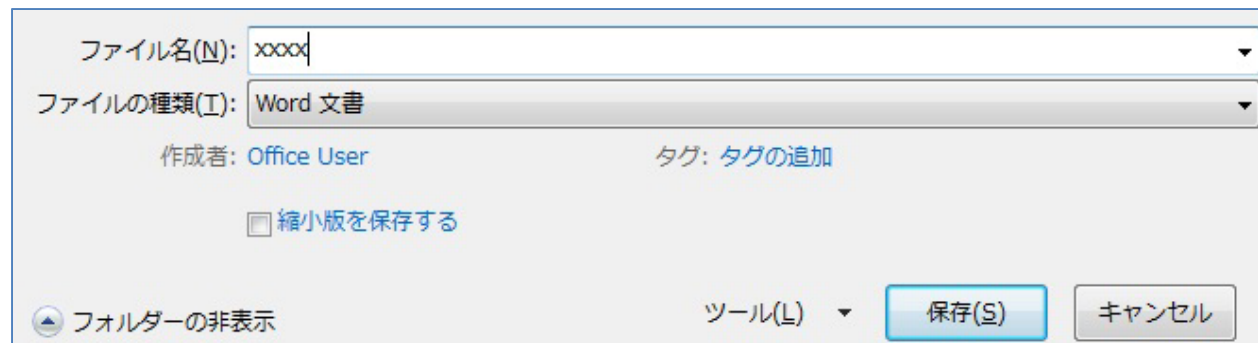 ファイル名(N): xxxx
ファイルの種類(T): Word 文書
作成者: Office User タグ: タグの追加
縮小版を保存する
フォルダーの非表示 ツール(L) 保存(S) キャンセル